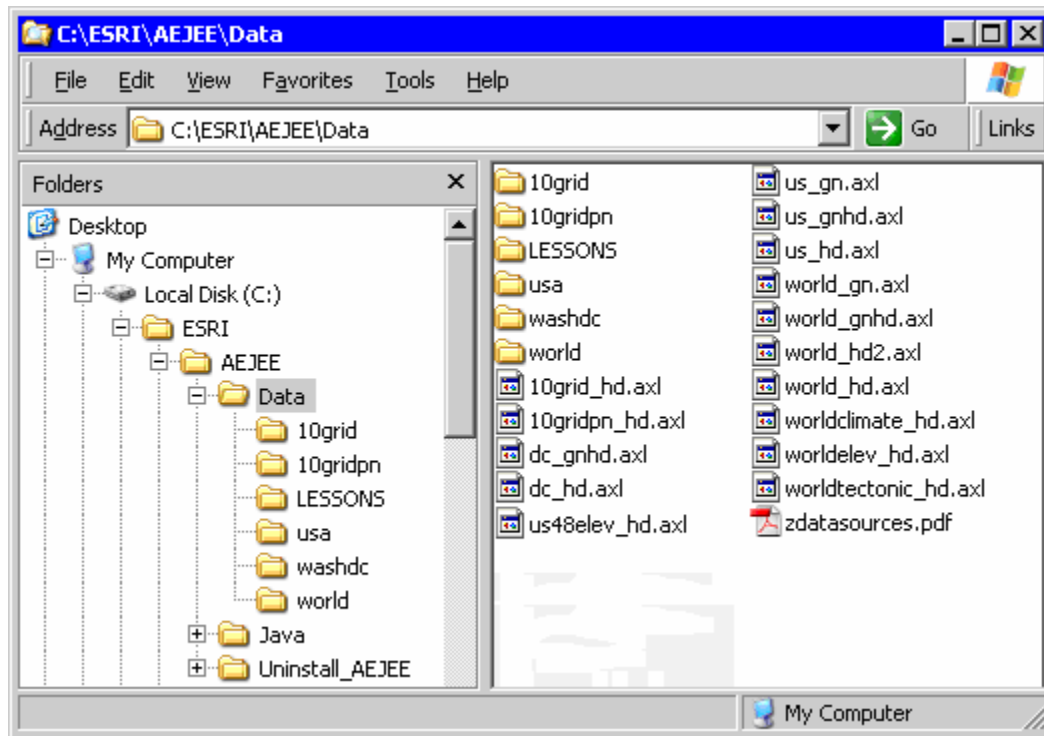 C:\ESRI\AEJEE\Data
File Edit View Favorites Tools Help
Address C:\ESRI\AEJEE\Data Go Links
Folders
Desktop
My Computer
Local Disk (C:)
ESRI
AEJEE
Data
10grid
10gridpn
LESSONS
usa
washdc
world
Java
Uninstall_AEJEE
10grid
10gridpn
LESSONS
usa
washdc
world
10grid_hd.axl
10gridpn_hd.axl
dc_gnhd.axl
dc_hd.axl
us48elev_hd.axl
us_gn.axl
us_gnhd.axl
us_hd.axl
world_gn.axl
world_gnhd.axl
world_hd2.axl
world_hd.axl
worldclimate_hd.axl
worldelev_hd.axl
worldtectonic_hd.axl
zdatasources.pdf
My Computer